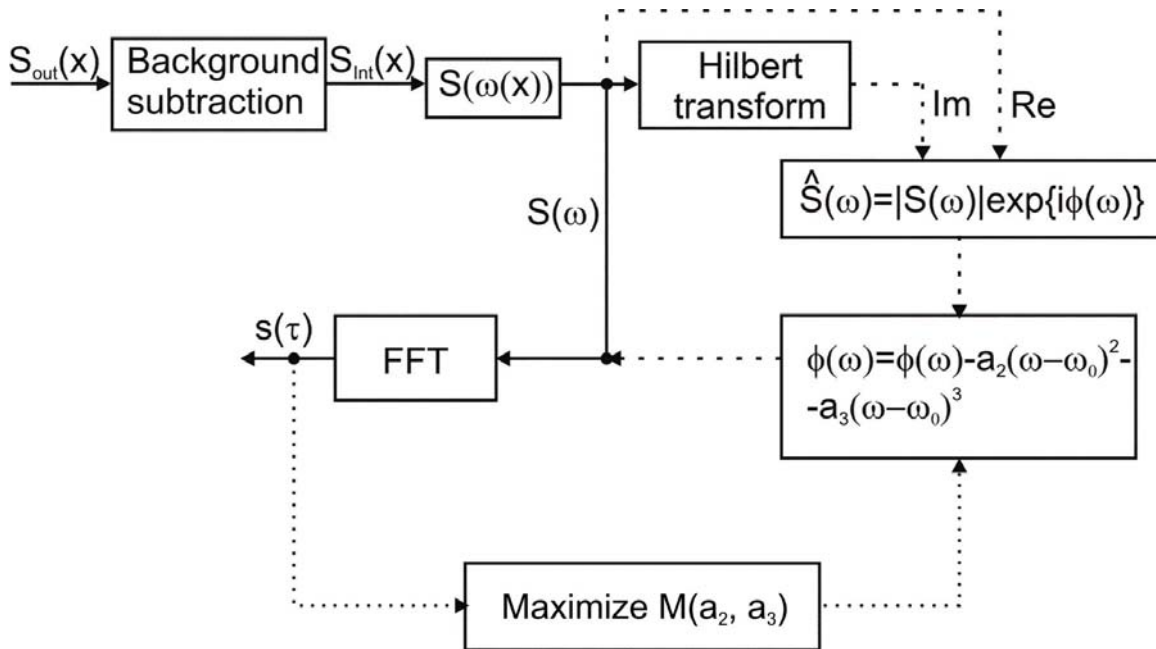 S_out(x)
Background
subtraction
S_Int(x)
S(ω(x))
Hilbert
transform
Im
Re
Ŝ(ω)=|S(ω)|exp{iϕ(ω)}
S(ω)
s(τ)
FFT
ϕ(ω)=ϕ(ω)-a₂(ω−ω₀)²-
-a₃(ω−ω₀)³
Maximize M(a₂, a₃)